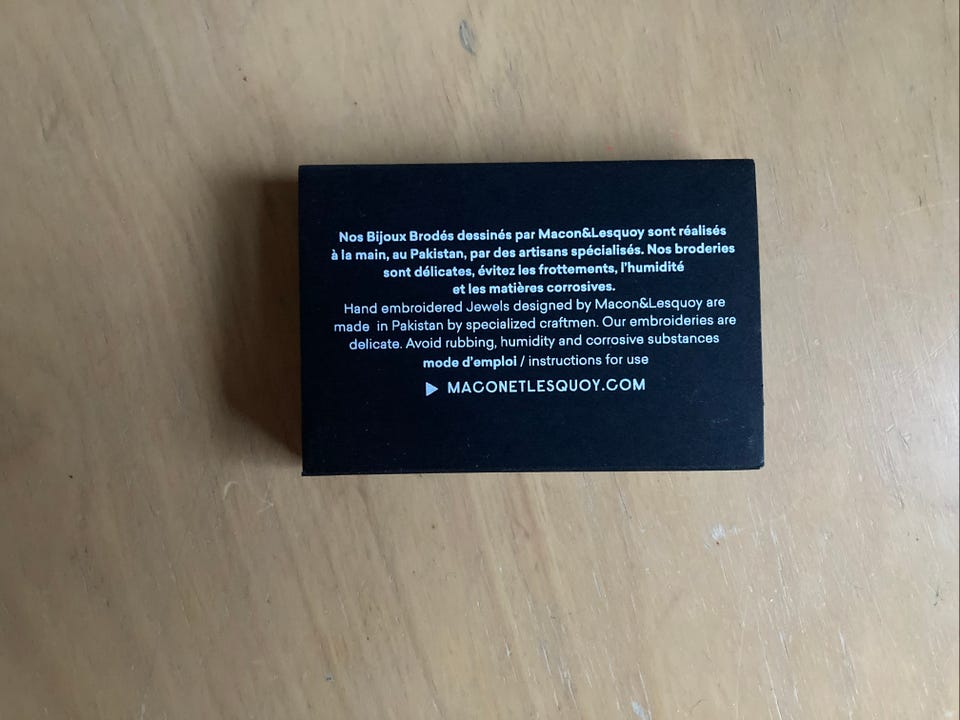 Nos Bijoux Brodés dessinés par Macon&Lesquoy sont réalisés
à la main, au Pakistan, par des artisans spécialisés. Nos broderies
sont délicates, évitez les frottements, l'humidité
et les matières corrosives.
Hand embroidered Jewels designed by Macon&Lesquoy are
made in Pakistan by specialized craftmen. Our embroideries are
delicate. Avoid rubbing, humidity and corrosive substances
mode d'emploi / instructions for use
▶ MACONETLESQUOY.COM